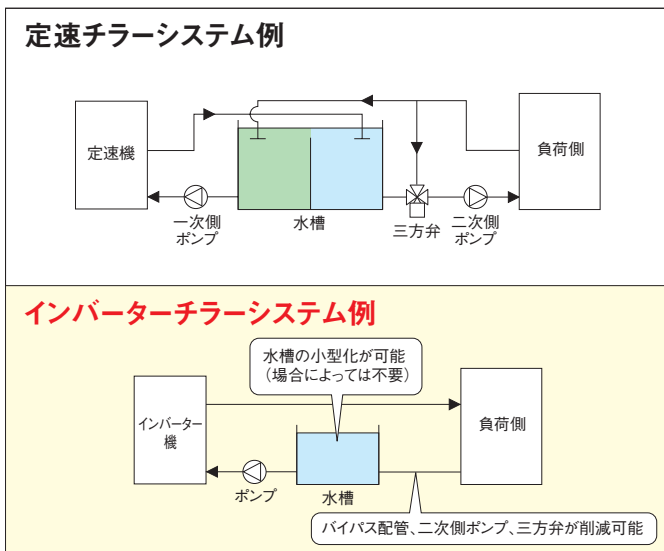 定速チラーシステム例
定速機
負荷側
一次側
ポンプ
水槽
三方弁
二次側
ポンプ
インバーターチラーシステム例
水槽の小型化が可能
（場合によっては不要）
インバーター
機
負荷側
ポンプ
水槽
バイパス配管、二次側ポンプ、三方弁が削減可能